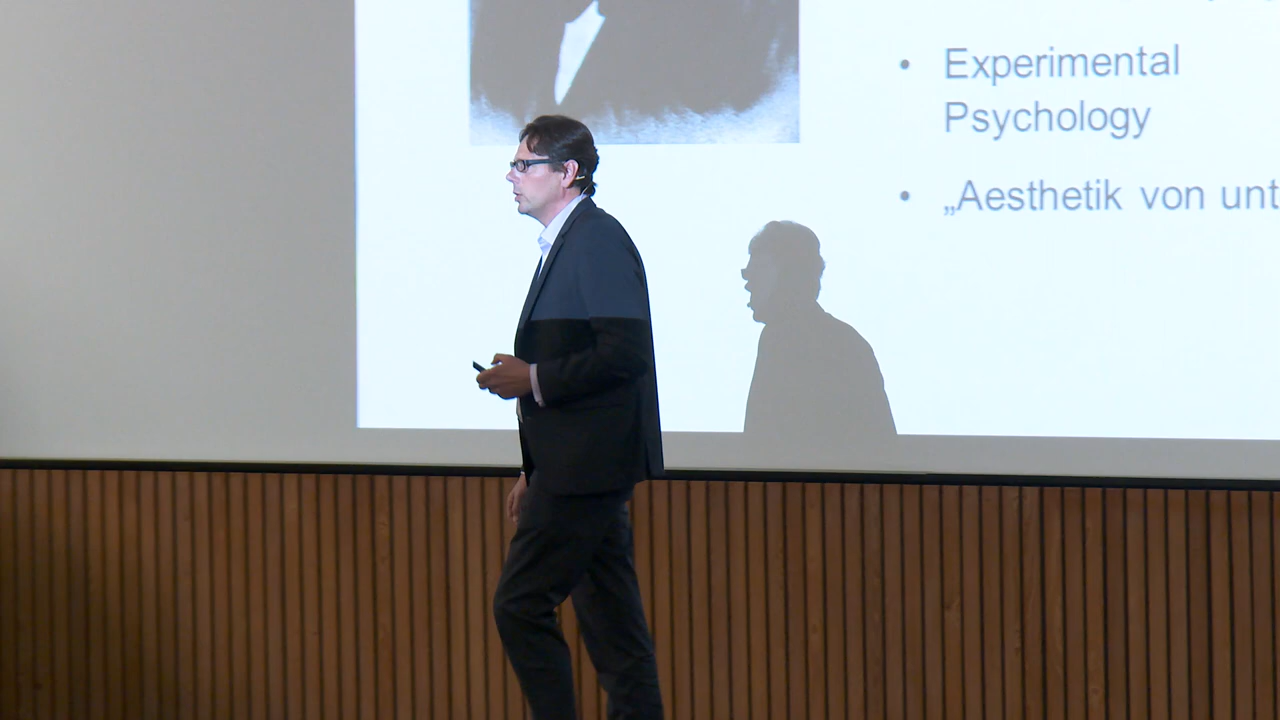 • Experimental
Psychology
• „Aesthetik von unt